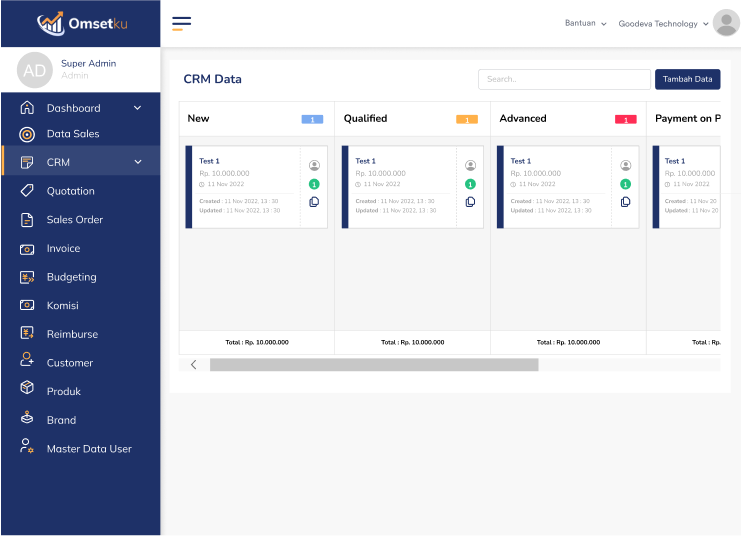 Omsetku
Bantuan
Goodeva Technology
AD
Super Admin
Admin
Dashboard
Data Sales
CRM
Quotation
Sales Order
Invoice
Budgeting
Komisi
Reimburse
Customer
Produk
Brand
Master Data User
CRM Data
Search..
Tambah Data
New 1
Qualified 1
Advanced 1
Payment on P
Test 1
Rp. 10.000.000
11 Nov 2022
1
Created : 11 Nov 2022, 13 : 30
Updated : 11 Nov 2022, 13 : 30
Test 1
Rp. 10.000.000
11 Nov 2022
1
Created : 11 Nov 2022, 13 : 30
Updated : 11 Nov 2022, 13 : 30
Test 1
Rp. 10.000.000
11 Nov 2022
1
Created : 11 Nov 2022, 13 : 30
Updated : 11 Nov 2022, 13 : 30
Test 1
Rp. 10.000.000
11 Nov 2022
Created : 11 Nov 20
Updated : 11 Nov 20
Total : Rp. 10.000.000
Total : Rp. 10.000.000
Total : Rp. 10.000.000
Total : Rp.